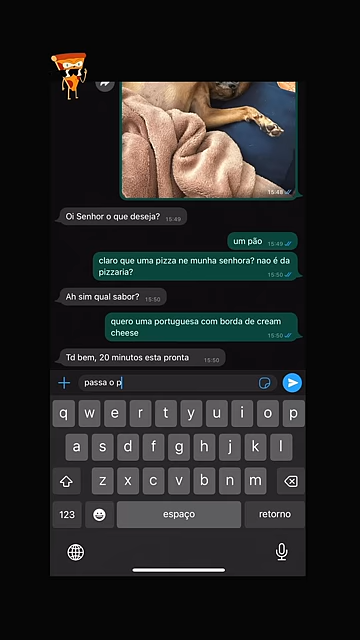 15:48
Oi Senhor o que deseja? 15:49
um pão 15:49
claro que uma pizza ne munha senhora? nao é da
pizzaria? 15:50
Ah sim qual sabor? 15:50
quero uma portuguesa com borda de cream
cheese 15:50
Td bem, 20 minutos esta pronta 15:50
passa o p
q w e r t y u i o p
a s d f g h j k l
z x c v b n m
123 espaço retorno